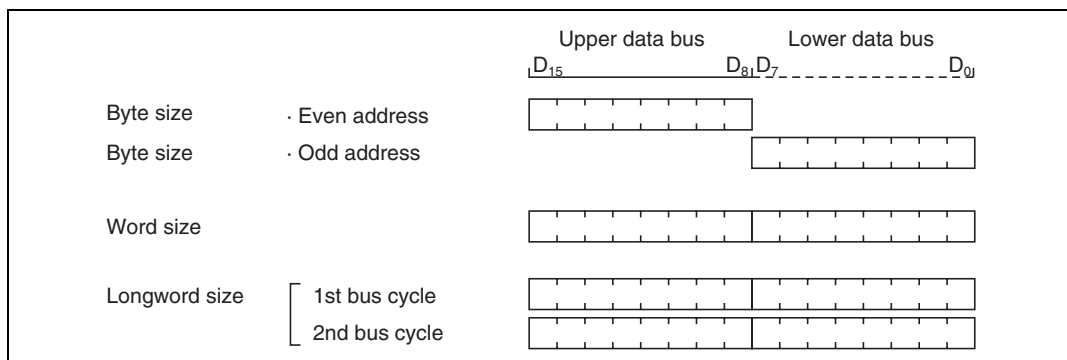 Upper data bus Lower data bus
D15 D8 D7 D0
Byte size · Even address
Byte size · Odd address
Word size
Longword size 1st bus cycle
2nd bus cycle